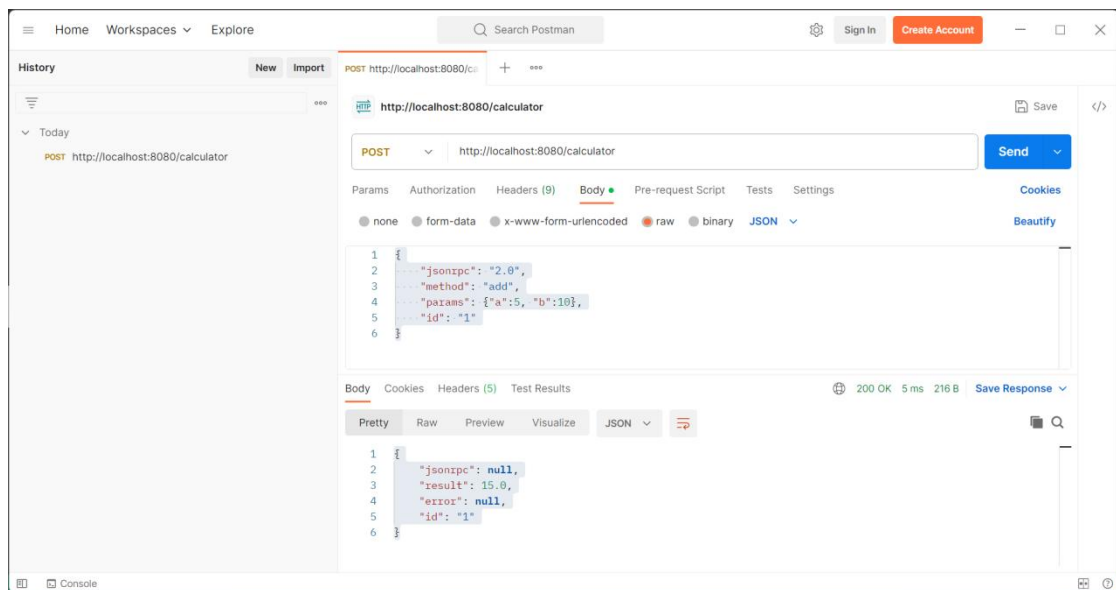 Home Workspaces Explore Search Postman Sign In Create Account
History New Import
POST http://localhost:8080/ca
HTTP http://localhost:8080/calculator Save </>
Today
POST http://localhost:8080/calculator
POST http://localhost:8080/calculator Send
Params Authorization Headers (9) Body Pre-request Script Tests Settings Cookies
none form-data x-www-form-urlencoded raw binary JSON Beautify
1 {
2 "jsonrpc": "2.0",
3 "method": "add",
4 "params": {"a":5, "b":10},
5 "id": "1"
6 }
Body Cookies Headers (5) Test Results 200 OK 5 ms 216 B Save Response
Pretty Raw Preview Visualize JSON
1 {
2 "jsonrpc": null,
3 "result": 15.0,
4 "error": null,
5 "id": "1"
6 }
Console